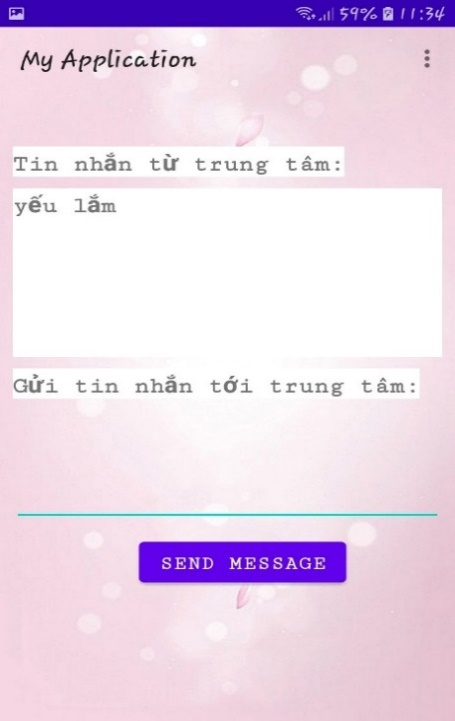 59% 11:34
My Application
Tin nhắn từ trung tâm:
yếu lắm
Gửi tin nhắn tới trung tâm:
SEND MESSAGE